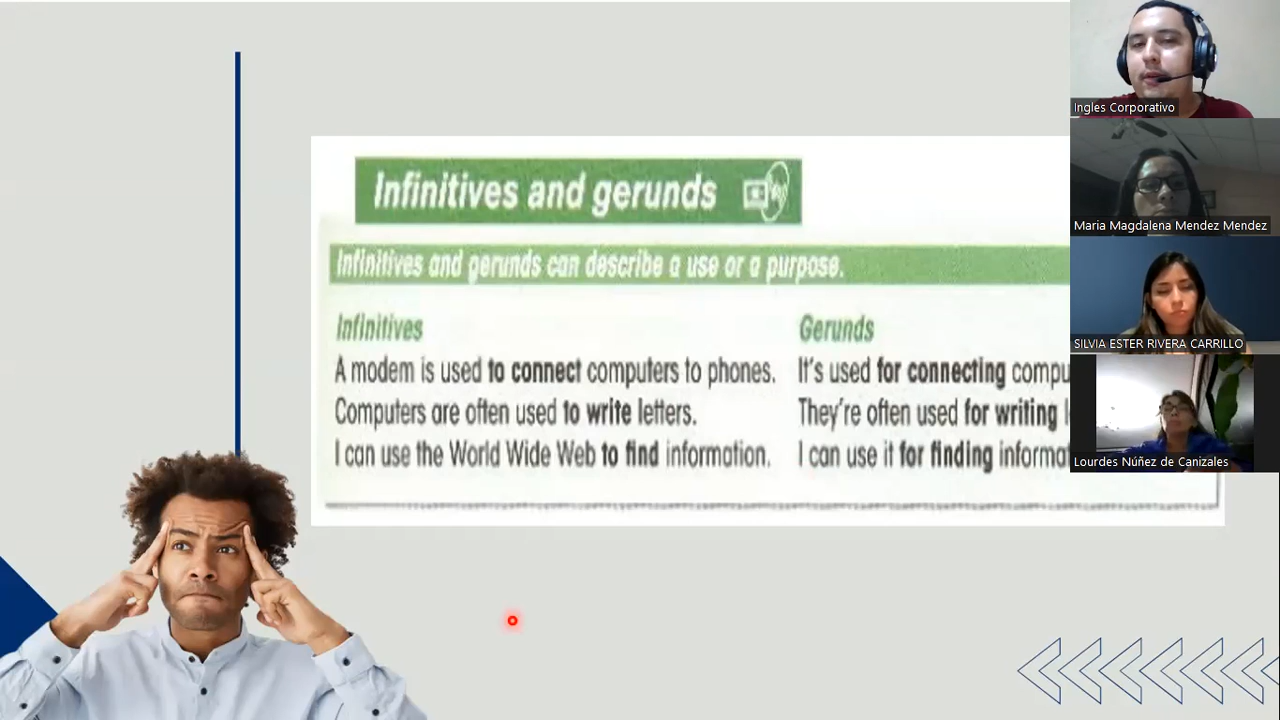 Infinitives and gerunds
Infinitives and gerunds can describe a use or a purpose.
Infinitives
A modem is used to connect computers to phones.
Computers are often used to write letters.
I can use the World Wide Web to find information.
Gerunds
It's used for connecting
They're often used for writing
I can use it for finding
Ingles Corporativo
Maria Magdalena Mendez Mendez
SILVIA ESTER RIVERA CARRILLO
Lourdes Núñez de Canizales